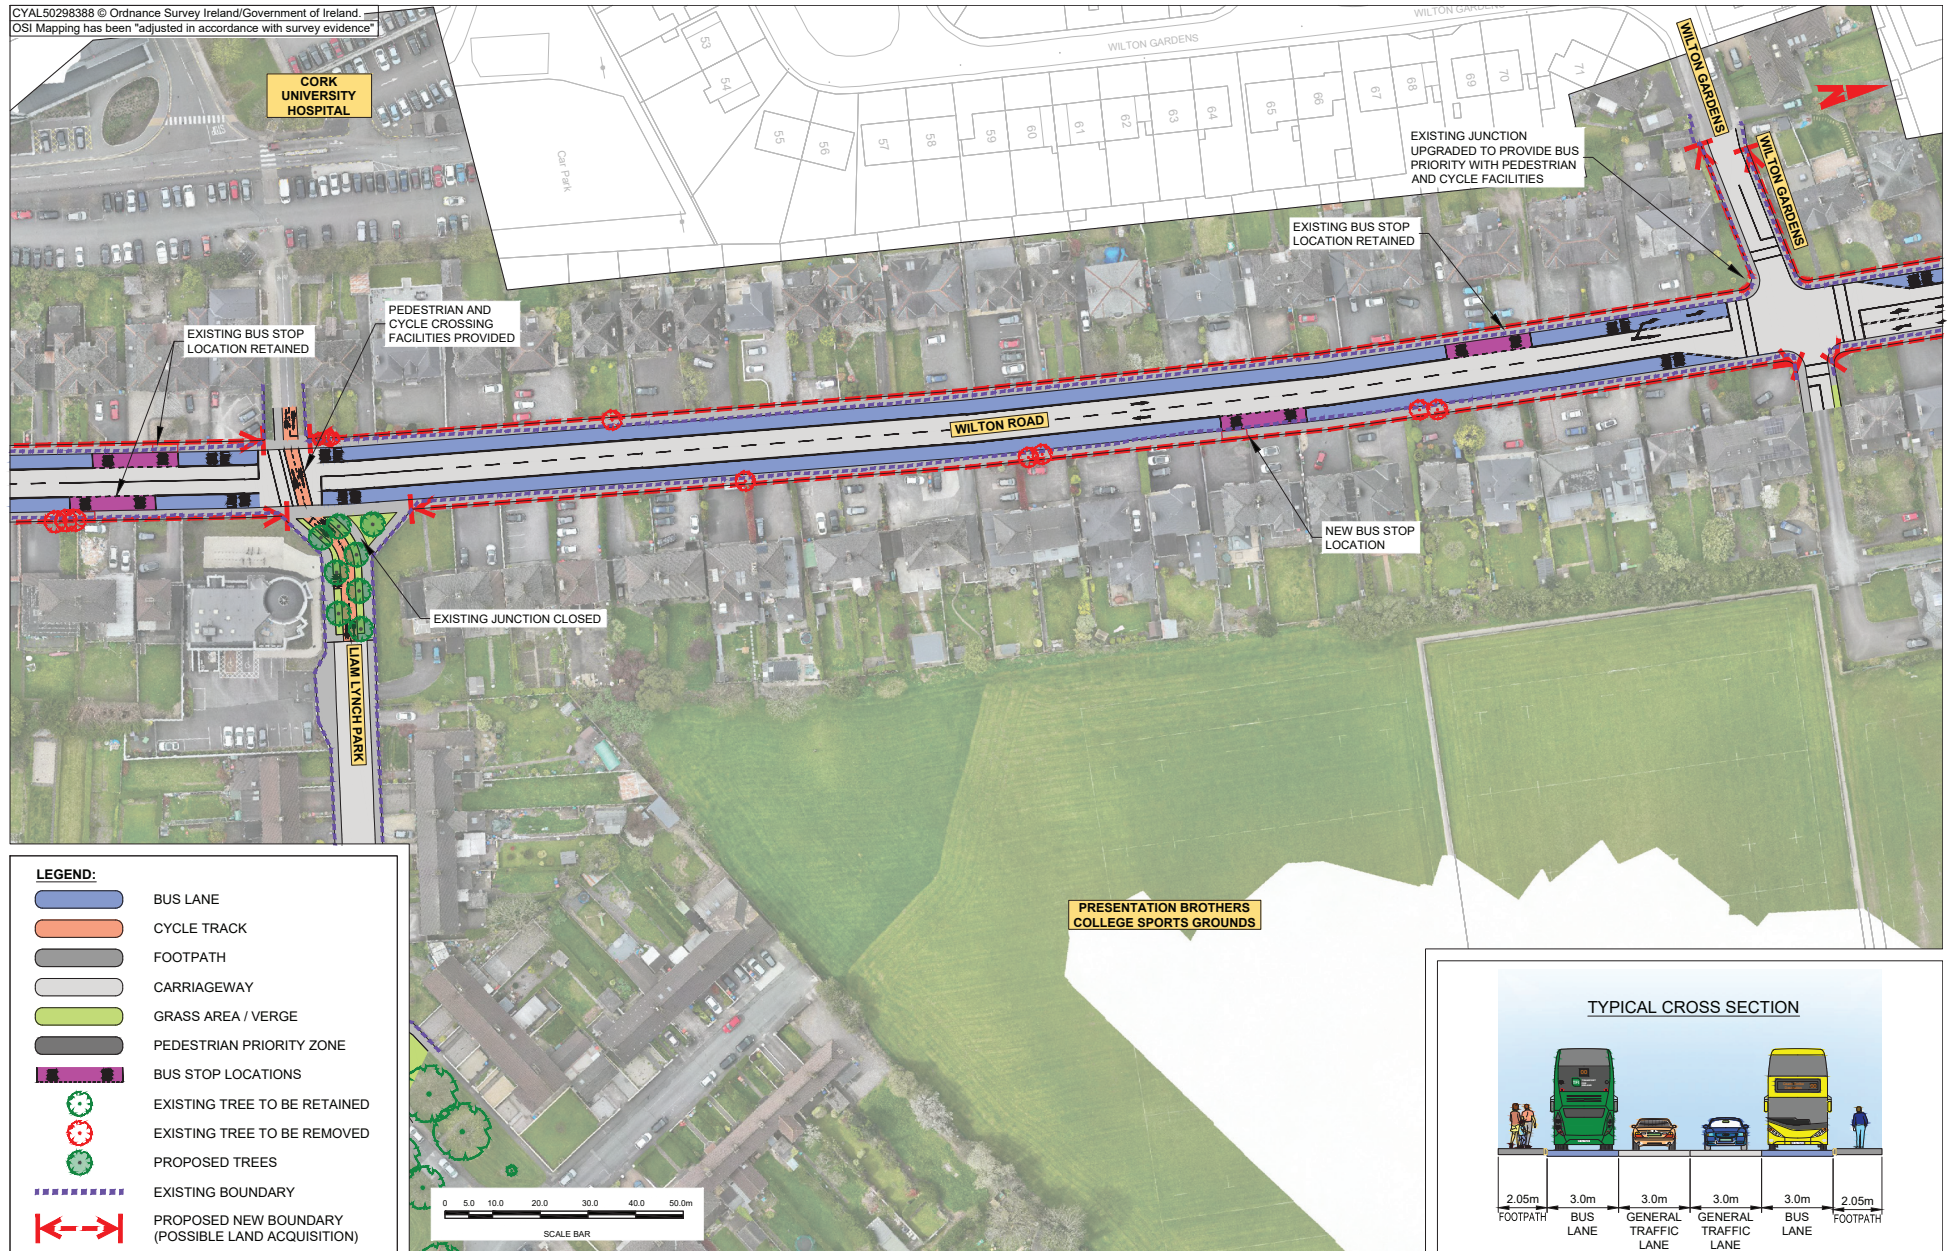 CYAL50298388 © Ordnance Survey Ireland/Government of Ireland.
OSI Mapping has been "adjusted in accordance with survey evidence"
CORK
UNIVERSITY
HOSPITAL
53
54
55
56
57
58
59
60
61
62
63
64
65
66
67
68
69
70
71
Car Park
WILTON GARDENS
WILTON GARDENS
WILTON GARDENS
WILTON GARDENS
N
EXISTING JUNCTION
UPGRADED TO PROVIDE BUS
PRIORITY WITH PEDESTRIAN
AND CYCLE FACILITIES
EXISTING BUS STOP
LOCATION RETAINED
PEDESTRIAN AND
CYCLE CROSSING
FACILITIES PROVIDED
EXISTING BUS STOP
LOCATION RETAINED
WILTON ROAD
NEW BUS STOP
LOCATION
EXISTING JUNCTION CLOSED
LIAM LYNCH PARK
PRESENTATION BROTHERS
COLLEGE SPORTS GROUNDS
LEGEND:
BUS LANE
CYCLE TRACK
FOOTPATH
CARRIAGEWAY
GRASS AREA / VERGE
PEDESTRIAN PRIORITY ZONE
BUS STOP LOCATIONS
EXISTING TREE TO BE RETAINED
EXISTING TREE TO BE REMOVED
PROPOSED TREES
EXISTING BOUNDARY
PROPOSED NEW BOUNDARY
(POSSIBLE LAND ACQUISITION)
0 5.0 10.0 20.0 30.0 40.0 50.0m
SCALE BAR
TYPICAL CROSS SECTION
2.05m 3.0m 3.0m 3.0m 3.0m 2.05m
FOOTPATH
BUS
LANE
GENERAL
TRAFFIC
LANE
GENERAL
TRAFFIC
LANE
BUS
LANE
FOOTPATH